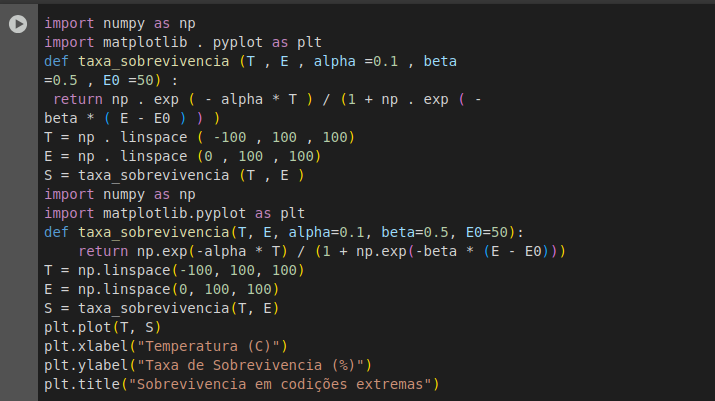 import numpy as np
import matplotlib . pyplot as plt
def taxa_sobrevivencia (T , E , alpha =0.1 , beta
=0.5 , E0 =50) :
 return np . exp ( - alpha * T ) / (1 + np . exp ( -
beta * ( E - E0 ) ) )
T = np . linspace ( -100 , 100 , 100)
E = np . linspace (0 , 100 , 100)
S = taxa_sobrevivencia (T , E )
import numpy as np
import matplotlib.pyplot as plt
def taxa_sobrevivencia(T, E, alpha=0.1, beta=0.5, E0=50):
    return np.exp(-alpha * T) / (1 + np.exp(-beta * (E - E0)))
T = np.linspace(-100, 100, 100)
E = np.linspace(0, 100, 100)
S = taxa_sobrevivencia(T, E)
plt.plot(T, S)
plt.xlabel("Temperatura (C)")
plt.ylabel("Taxa de Sobrevivencia (%)")
plt.title("Sobrevivencia em codições extremas")